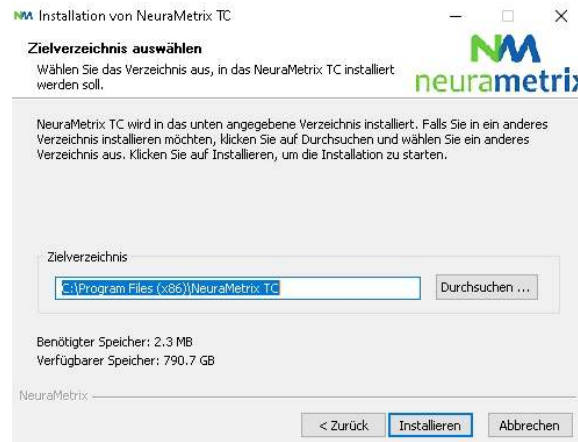 NM Installation von NeuraMetrix TC
Zielverzeichnis auswählen
Wählen Sie das Verzeichnis aus, in das NeuraMetrix TC installiert
werden soll.
NM
neurametrix
NeuraMetrix TC wird in das unten angegebene Verzeichnis installiert. Falls Sie in ein anderes
Verzeichnis installieren möchten, klicken Sie auf Durchsuchen und wählen Sie ein anderes
Verzeichnis aus. Klicken Sie auf Installieren, um die Installation zu starten.
Zielverzeichnis
C:\Program Files (x86)\NeuraMetrix TC
Durchsuchen ...
Benötigter Speicher: 2.3 MB
Verfügbarer Speicher: 790.7 GB
NeuraMetrix
< Zurück
Installieren
Abbrechen